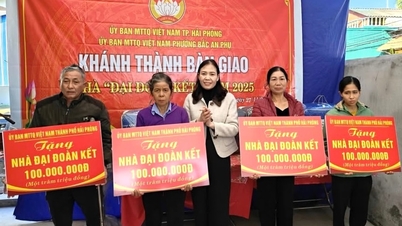 ỦY BAN MTTQ VIỆT NAM TP. HẢI PHÒNG
ỦY BAN MTTQ VIỆT NAM PHƯỜNG BẮC AN PHỤ
KHÁNH THÀNH BÀN GIAO
NHÀ "ĐẠI ĐOÀN KẾT" NĂM 2025
ỦY BAN MTTQ VIỆT NAM THÀNH PHỐ HẢI PHÒNG
Tặng
NHÀ ĐẠI ĐOÀN KẾT
100.000.000Đ
(Một trăm triệu đồng)
ỦY BAN MTTQ VIỆT NAM THÀNH PHỐ HẢI PHÒNG
Tặng
NHÀ ĐẠI ĐOÀN KẾT
100.000.000Đ
(Một trăm triệu đồng)
ỦY BAN MTTQ VIỆT NAM THÀNH PHỐ HẢI PHÒNG
Tặng
NHÀ ĐẠI ĐOÀN KẾT
100.000.000Đ
(Một trăm triệu đồng)
ỦY BAN MTTQ VIỆT NAM THÀNH PHỐ HẢI PHÒNG
Tặng
NHÀ ĐẠI ĐOÀN KẾT
100.000.000Đ
(Một trăm triệu đồng)